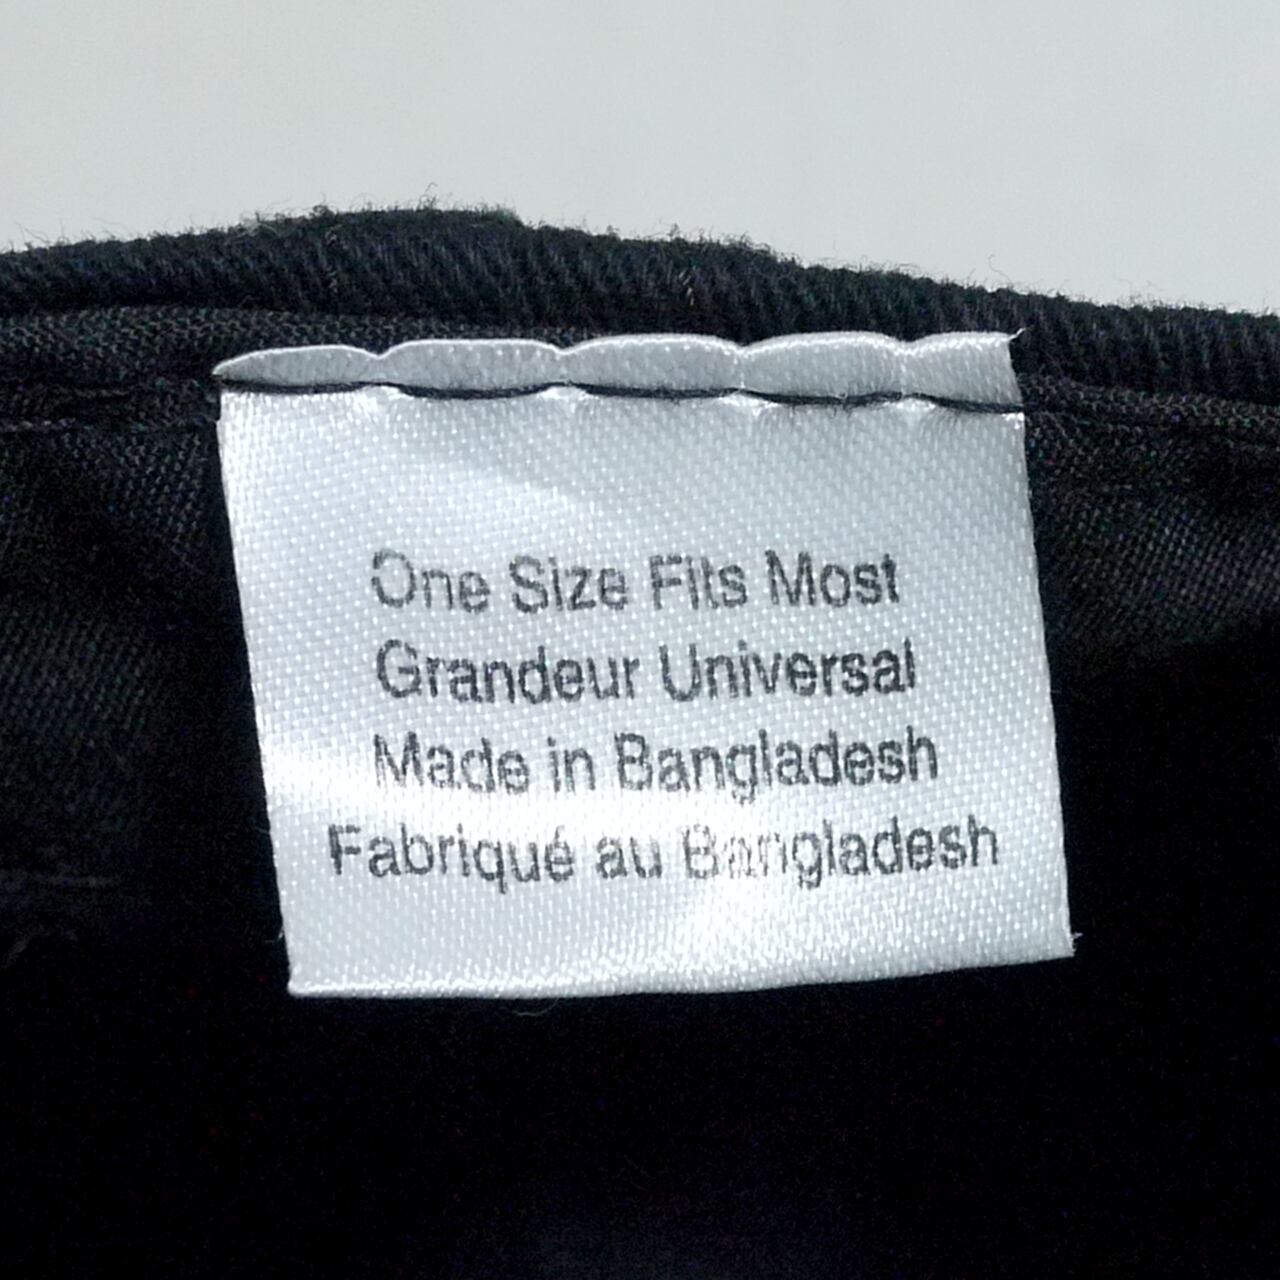 One Size Fits Most
Grandeur Universal
Made in Bangladesh
Fabriqué au Bangladesh